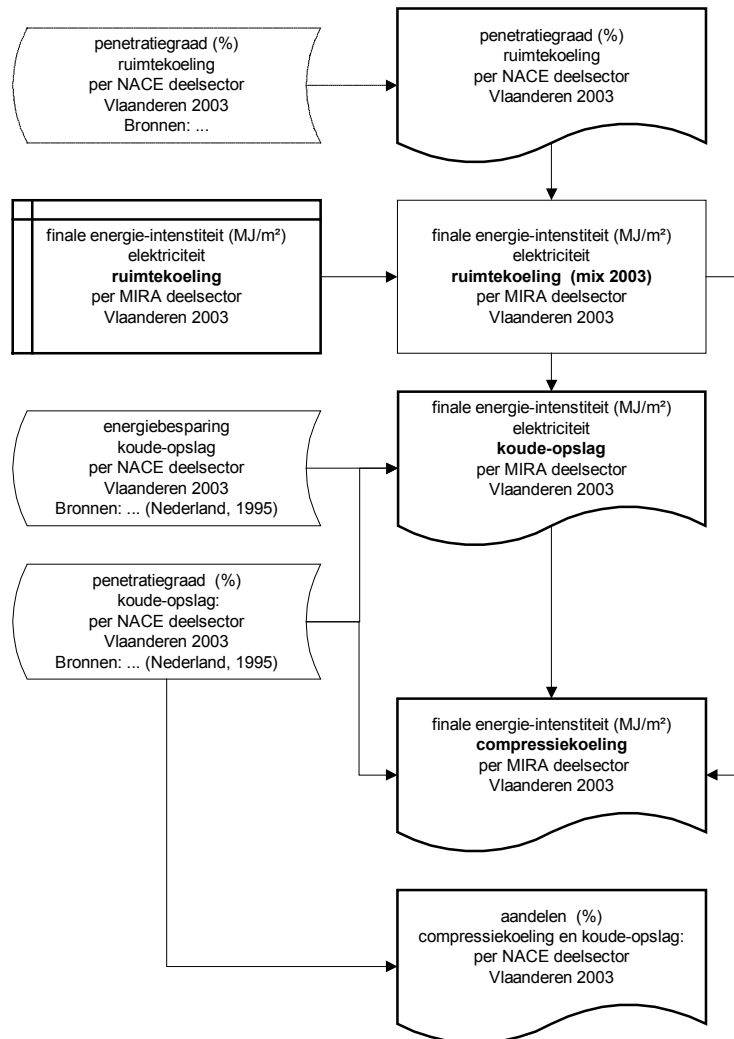 penetratiegraad (%)
ruimtekoeling
per NACE deelsector
Vlaanderen 2003
Bronnen: ...
penetratiegraad (%)
ruimtekoeling
per NACE deelsector
Vlaanderen 2003
finale energie-intenstiteit (MJ/m²)
elektriciteit
ruimtekoeling
per MIRA deelsector
Vlaanderen 2003
finale energie-intenstiteit (MJ/m²)
elektriciteit
ruimtekoeling (mix 2003)
per MIRA deelsector
Vlaanderen 2003
energiebesparing
koude-opslag
per NACE deelsector
Vlaanderen 2003
Bronnen: ... (Nederland, 1995)
finale energie-intenstiteit (MJ/m²)
elektriciteit
koude-opslag
per MIRA deelsector
Vlaanderen 2003
penetratiegraad (%)
koude-opslag:
per NACE deelsector
Vlaanderen 2003
Bronnen: ... (Nederland, 1995)
finale energie-intenstiteit (MJ/m²)
compressiekoeling
per MIRA deelsector
Vlaanderen 2003
aandelen (%)
compressiekoeling en koude-opslag:
per NACE deelsector
Vlaanderen 2003